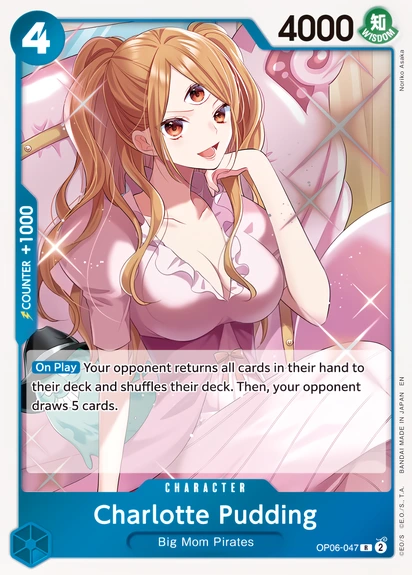 4
4000
知
WISDOM
Noriko Asaka
COUNTER +1000
On Play Your opponent returns all cards in their hand to
their deck and shuffles their deck. Then, your opponent
draws 5 cards.
CHARACTER
Charlotte Pudding
Big Mom Pirates
OP06-047 R 2
©E.O/S ©E.O./S., T.A. BANDAI MADE IN JAPAN EN